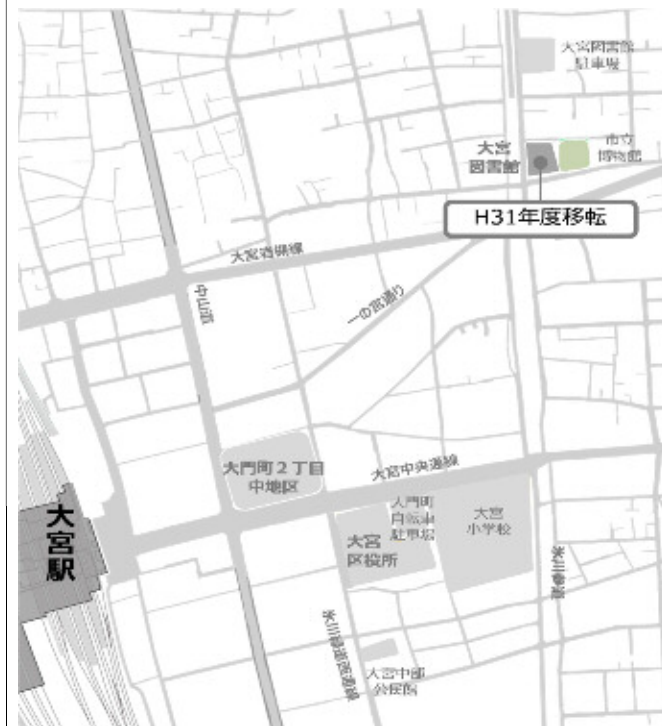 大宮図書館
駐車場
大宮
図書館
市立
博物館
H31年度移転
大宮岩槻線
中山道
一の宮通り
大門町２丁目
中地区
大宮中央通線
大門町
自転車
駐車場
大宮
小学校
大宮
区役所
大宮駅
氷川参道
氷川緑道西通線
大宮中部
公民館